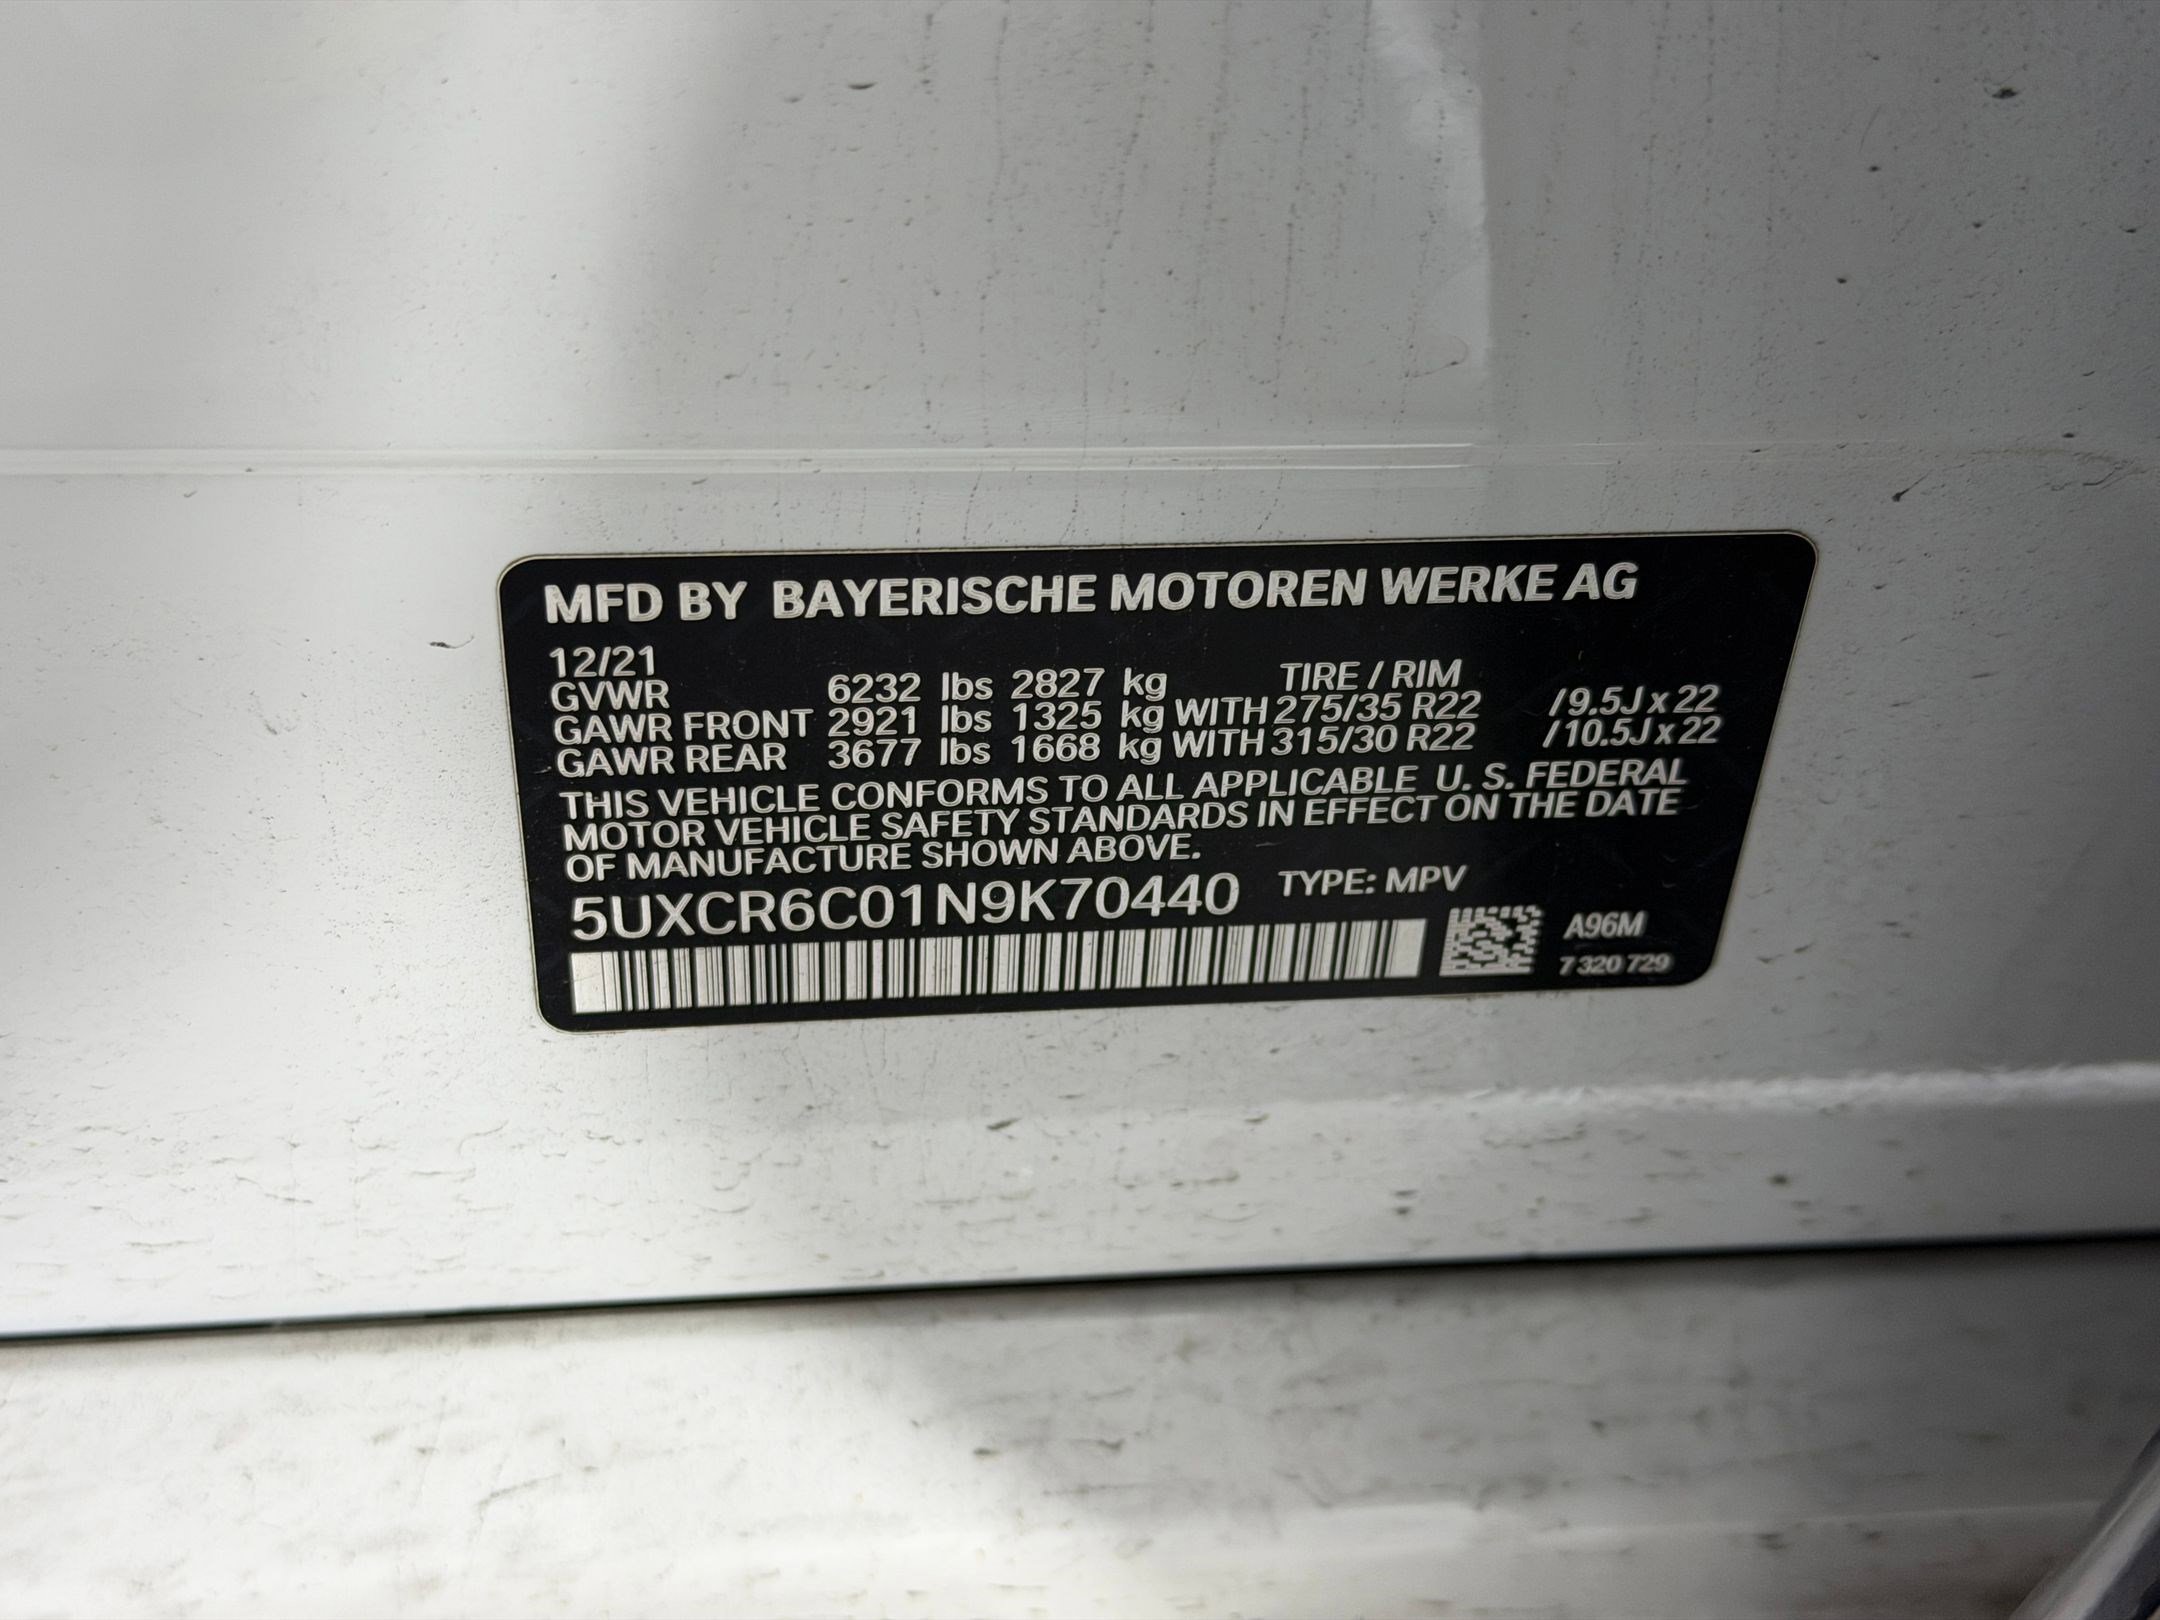 MFD BY BAYERISCHE MOTOREN WERKE AG
12/21
TIRE / RIM
GVWR 6232 lbs 2827 kg
GAWR FRONT 2921 lbs 1325 kg WITH 275/35 R22 /9.5J x 22
GAWR REAR 3677 lbs 1668 kg WITH 315/30 R22 /10.5J x 22
THIS VEHICLE CONFORMS TO ALL APPLICABLE U. S. FEDERAL
MOTOR VEHICLE SAFETY STANDARDS IN EFFECT ON THE DATE
OF MANUFACTURE SHOWN ABOVE.
5UXCR6C01N9K70440 TYPE: MPV
A96M
7 320 729